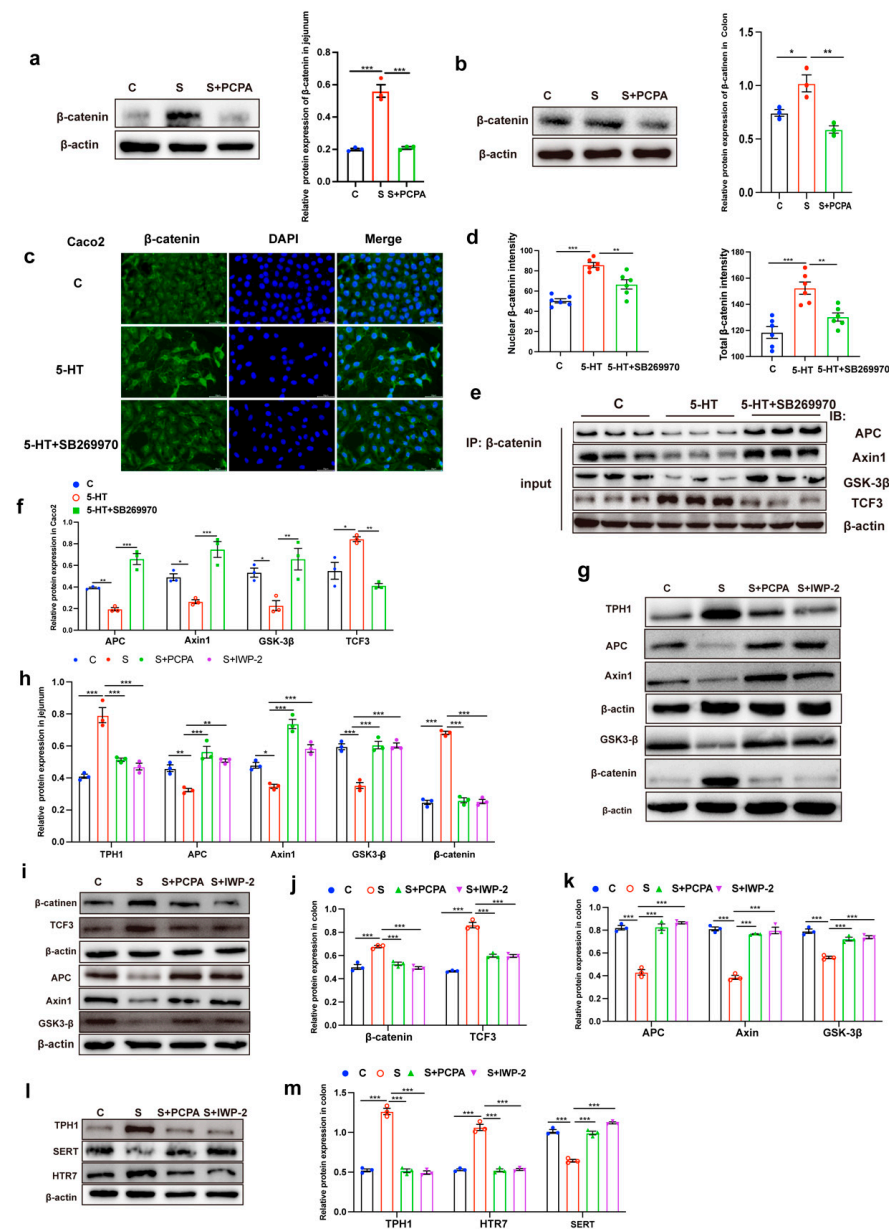 a
C S S+PCPA
β-catenin
β-actin
Relative protein expression of β-catenin in jejunum
0.8
0.6
0.4
0.2
0.0
*** ***
C S S+PCPA
b
C S S+PCPA
β-catenin
β-actin
Relative protein expression of β-catinen in Colon
1.5
1.0
0.5
0.0
* **
C S S+PCPA
c
Caco2 β-catenin DAPI Merge
C
5-HT
5-HT+SB269970
d
Nuclear β-catenin intensity
100
80
60
40
20
0
*** **
C 5-HT 5-HT+SB269970
Total β-catenin intensity
180
160
140
120
100
*** **
C 5-HT 5-HT+SB269970
e
C 5-HT 5-HT+SB269970
IB:
IP: β-catenin
input
APC
Axin1
GSK-3β
TCF3
β-actin
f
C
5-HT
5-HT+SB269970
Relative protein expression in Caco2
1.0
0.8
0.6
0.4
0.2
0.0
** *** * *** * ** * **
APC Axin1 GSK-3β TCF3
g
C S S+PCPA S+IWP-2
TPH1
APC
Axin1
β-actin
GSK3-β
β-catenin
β-actin
h
C S S+PCPA S+IWP-2
Relative protein expression in jejunum
1.0
0.8
0.6
0.4
0.2
0.0
*** *** *** ** *** ** * *** *** *** *** *** *** *** ***
TPH1 APC Axin1 GSK3-β β-catenin
i
C S S+PCPA S+IWP-2
β-catinen
TCF3
β-actin
APC
Axin1
GSK3-β
β-actin
j
C S S+PCPA S+IWP-2
Relative protein expression in colon
1.0
0.8
0.6
0.4
0.2
0.0
*** *** *** *** *** ***
β-catenin TCF3
k
C S S+PCPA S+IWP-2
Relative protein expression in colon
1.0
0.8
0.6
0.4
0.2
0.0
*** *** *** *** *** *** *** *** ***
APC Axin GSK-3β
l
C S S+PCPA S+IWP-2
TPH1
SERT
HTR7
β-actin
m
C S S+PCPA S+IWP-2
Relative protein expression in colon
1.5
1.0
0.5
0.0
*** *** *** *** *** *** *** *** ***
TPH1 HTR7 SERT